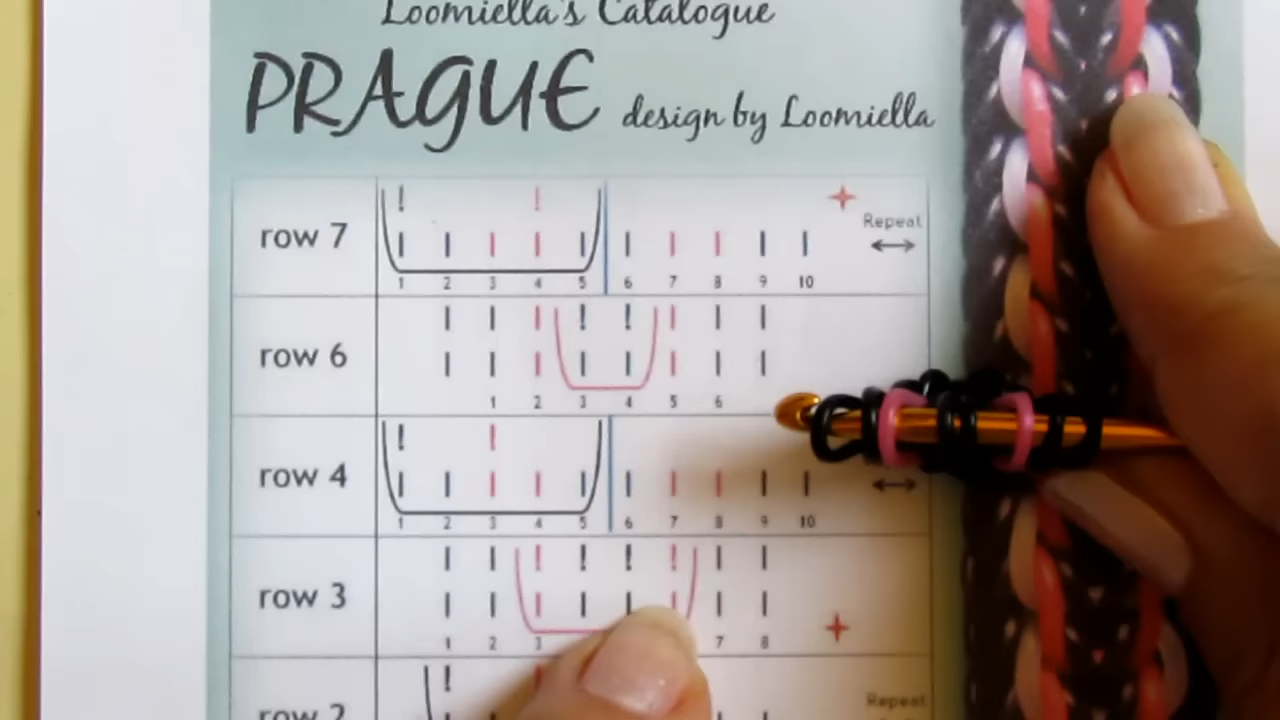 Loomiella's Catalogue
PRAGUE design by Loomiella
row 7
Repeat
1 2 3 4 5 6 7 8 9 10
row 6
1 2 3 4 5 6
row 4
1 2 3 4 5 6 7 8 9 10
row 3
1 2 3 7 8
row 2
Repeat